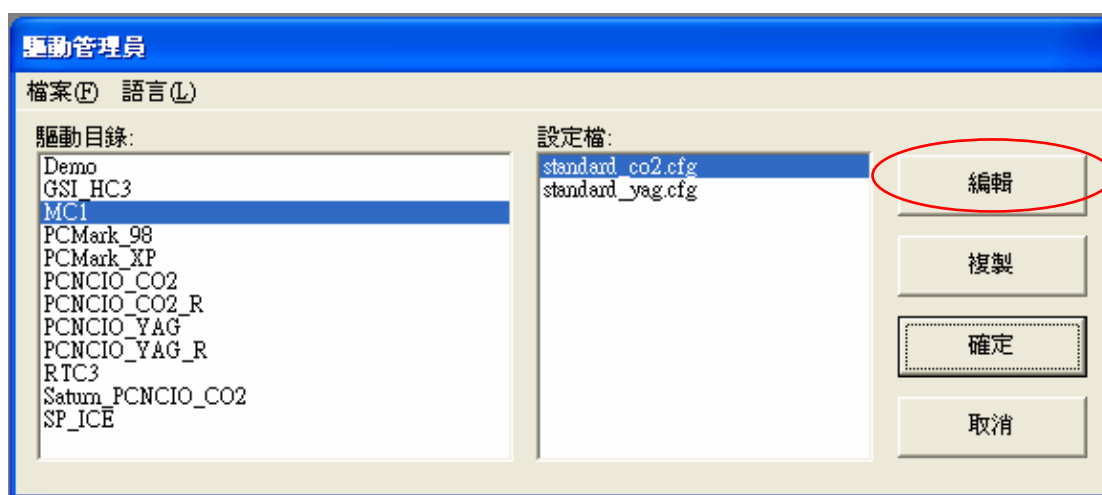 驅動管理員
檔案(F) 語言(L)
驅動目錄:
Demo
GSI_HC3
MC1
PCMark_98
PCMark_XP
PCNCIO_CO2
PCNCIO_CO2_R
PCNCIO_YAG
PCNCIO_YAG_R
RTC3
Saturn_PCNCIO_CO2
SP_ICE
設定檔:
standard_co2.cfg
standard_yag.cfg
編輯
複製
確定
取消